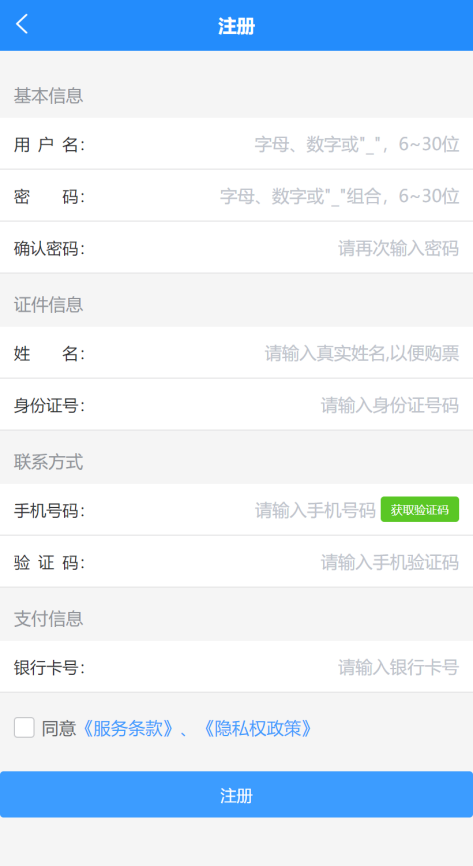 注册
基本信息
用 户 名：
字母、数字或"_"，6~30位
密 码：
字母、数字或"_"组合，6~30位
确认密码：
请再次输入密码
证件信息
姓 名：
请输入真实姓名,以便购票
身份证号：
请输入身份证号码
联系方式
手机号码：
请输入手机号码
获取验证码
验 证 码：
请输入手机验证码
支付信息
银行卡号：
请输入银行卡号
同意《服务条款》、《隐私权政策》
注册